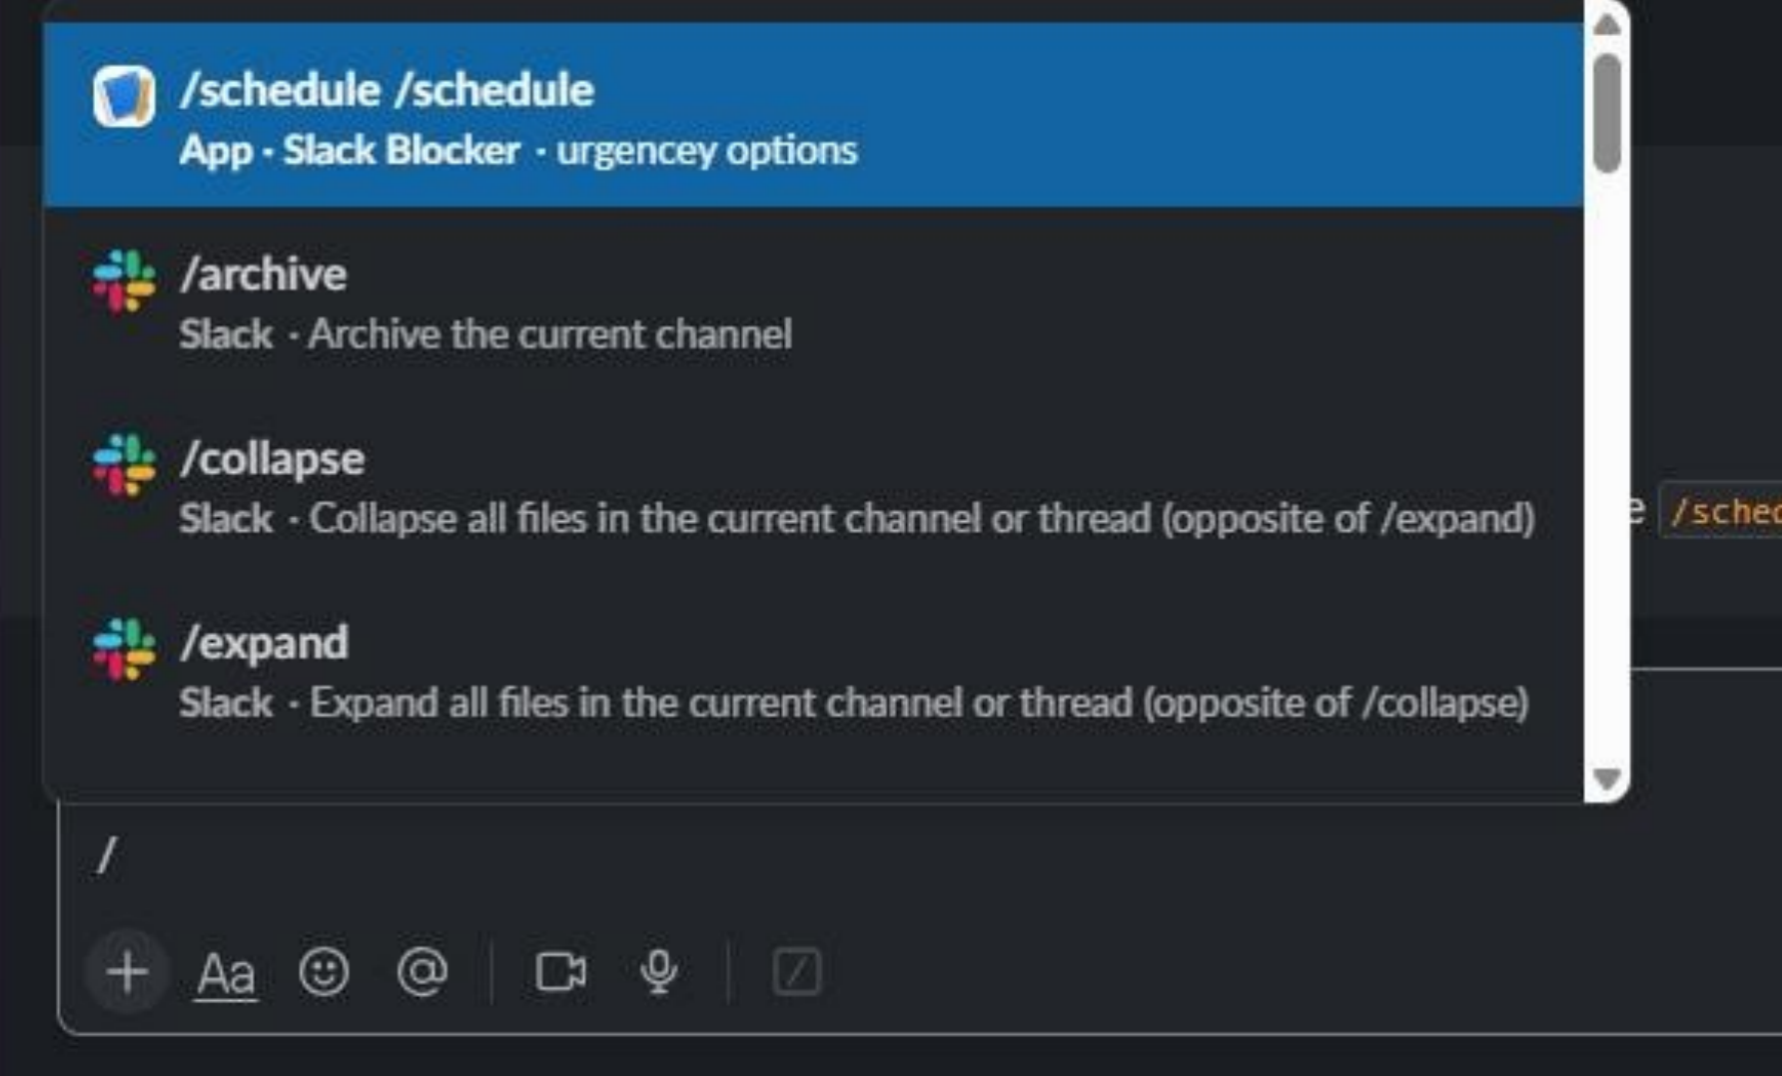 /schedule /schedule
App · Slack Blocker · urgencey options
/archive
Slack · Archive the current channel
/collapse
Slack · Collapse all files in the current channel or thread (opposite of /expand)
/expand
Slack · Expand all files in the current channel or thread (opposite of /collapse)
/
Aa